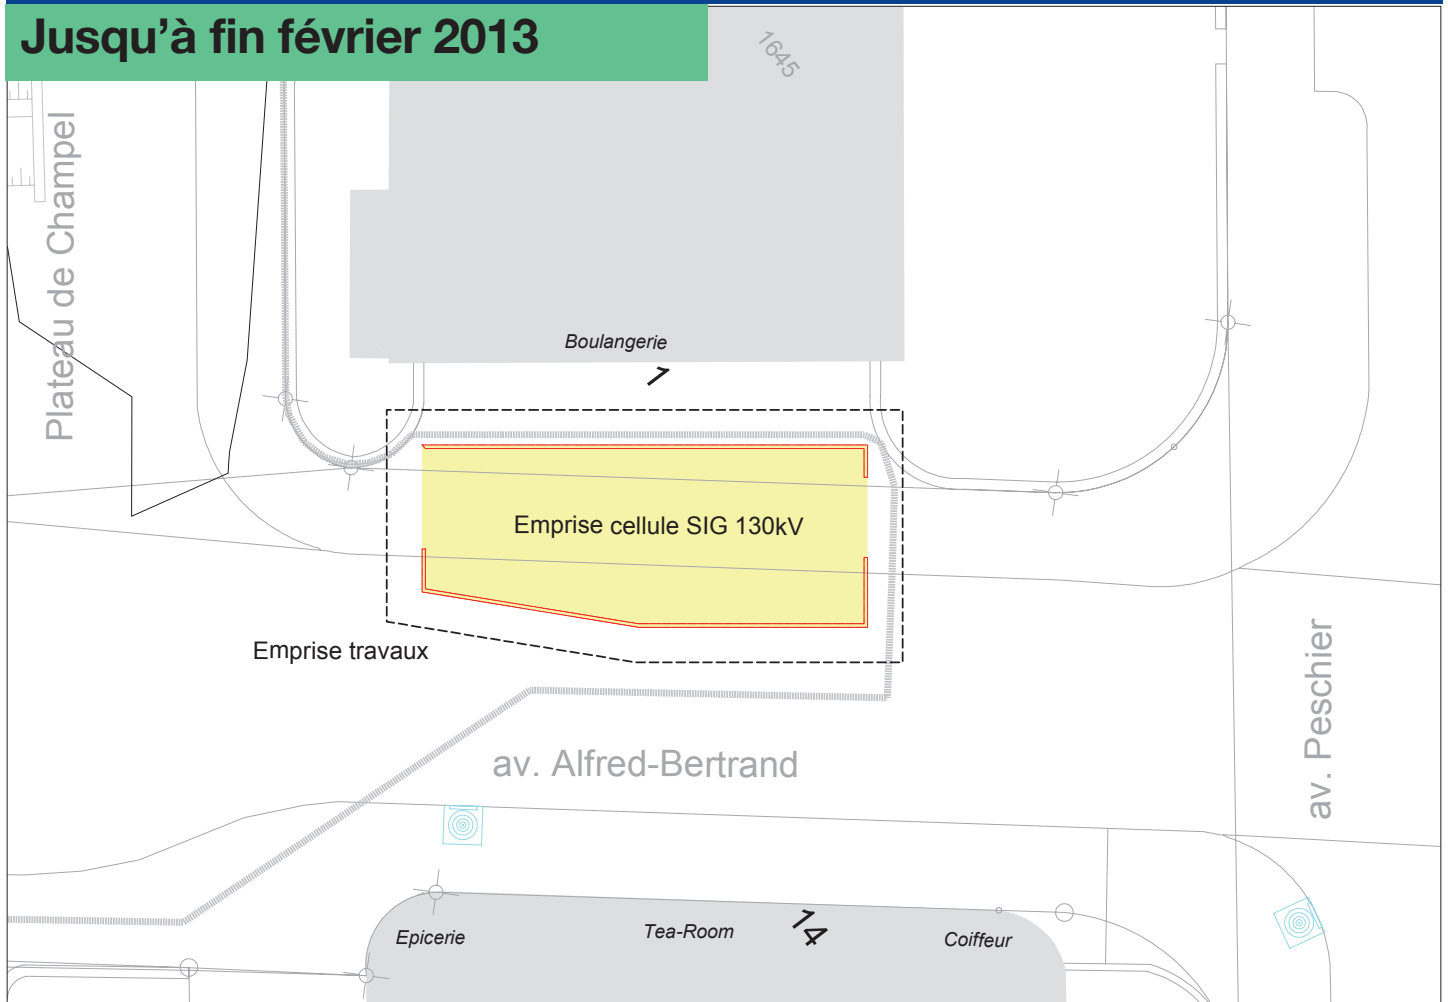 Jusqu'à fin février 2013
1645
Plateau de Champel
Boulangerie
1
Emprise cellule SIG 130kV
Emprise travaux
av. Peschier
av. Alfred-Bertrand
Epicerie
Tea-Room
14
Coiffeur